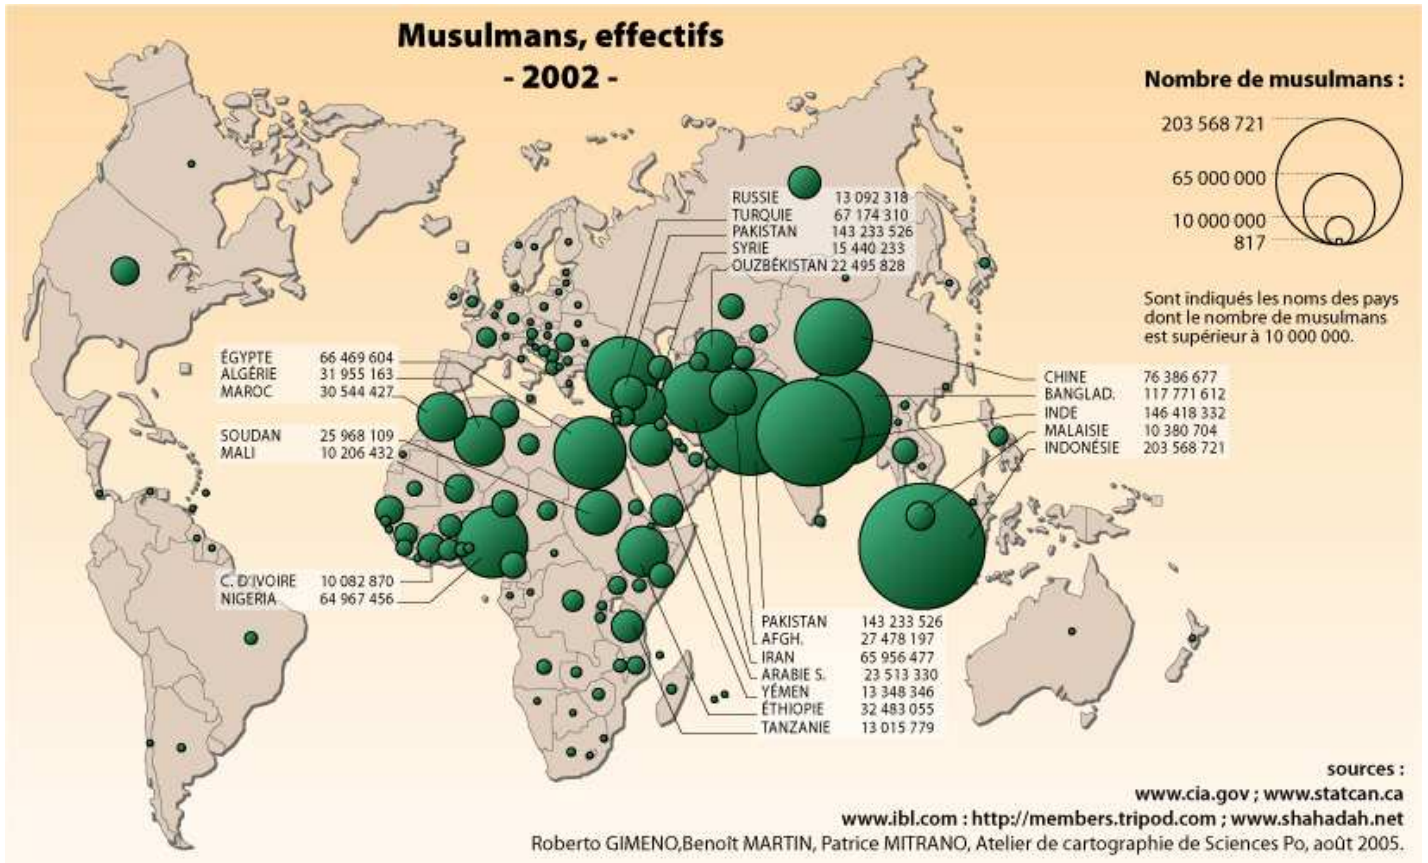 Musulmans, effectifs
- 2002 -
Nombre de musulmans :
203 568 721
65 000 000
10 000 000
817
Sont indiqués les noms des pays
dont le nombre de musulmans
est supérieur à 10 000 000.
RUSSIE 13 092 318
TURQUIE 67 174 310
PAKISTAN 143 233 526
SYRIE 15 440 233
OUZBÉKISTAN 22 495 828
ÉGYPTE 66 469 604
ALGÉRIE 31 955 163
MAROC 30 544 427
SOUDAN 25 968 109
MALI 10 206 432
C. D'IVOIRE 10 082 870
NIGERIA 64 967 456
CHINE 76 386 677
BANGLAD. 117 771 612
INDE 146 418 332
MALAISIE 10 380 704
INDONÉSIE 203 568 721
PAKISTAN 143 233 526
AFGH. 27 478 197
IRAN 65 956 477
ARABIE S. 23 513 330
YÉMEN 13 348 346
ÉTHIOPIE 32 483 055
TANZANIE 13 015 779
sources :
www.cia.gov ; www.statcan.ca
www.ibl.com : http://members.tripod.com ; www.shahadah.net
Roberto GIMENO,Benoît MARTIN, Patrice MITRANO, Atelier de cartographie de Sciences Po, août 2005.